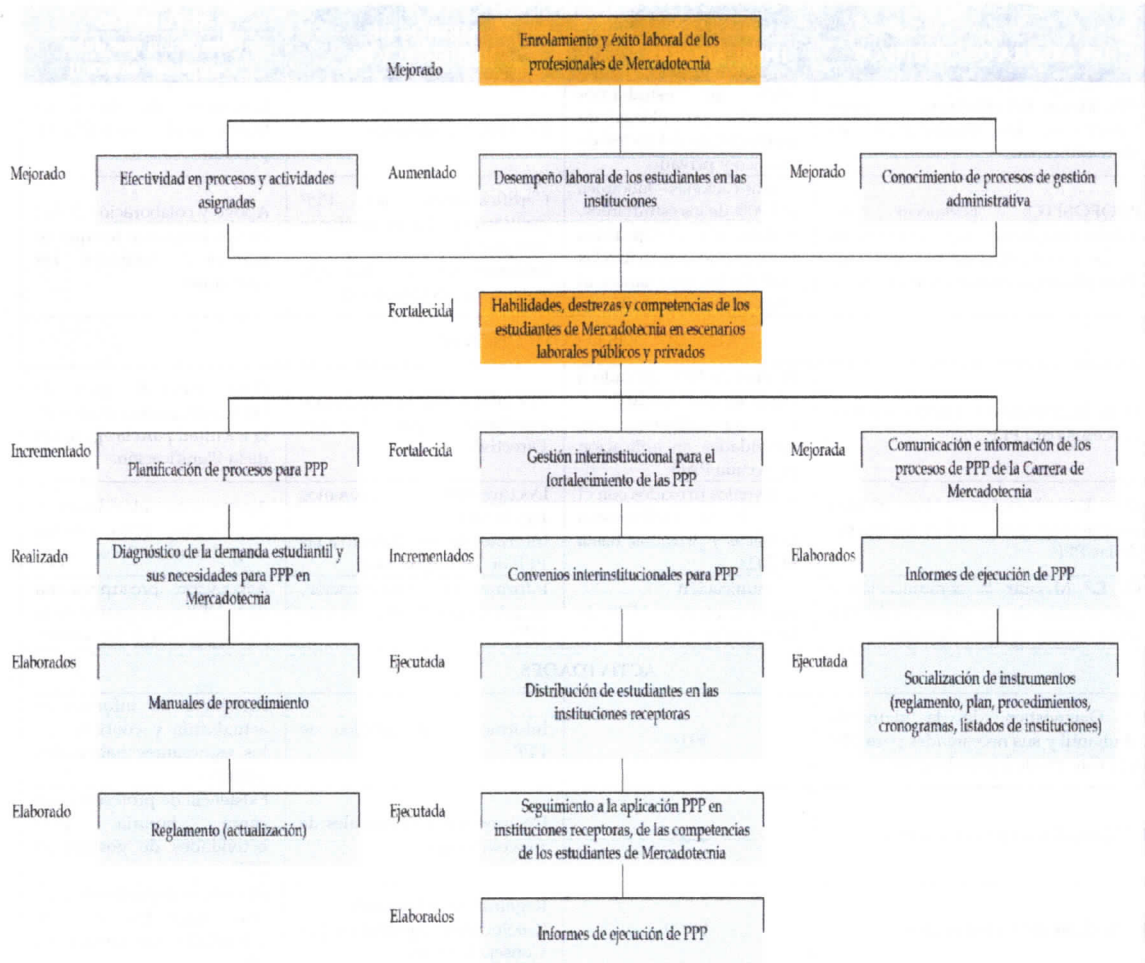 Mejorado
Enrolamiento y éxito laboral de los
profesionales de Mercadotecnia
Mejorado
Efectividad en procesos y actividades
asignadas
Aumentado
Desempeño laboral de los estudiantes en las
instituciones
Mejorado
Conocimiento de procesos de gestión
administrativa
Fortalecida
Habilidades, destrezas y competencias de los
estudiantes de Mercadotecnia en escenarios
laborales públicos y privados
Incrementado
Planificación de procesos para PPP
Fortalecida
Gestión interinstitucional para el
fortalecimiento de las PPP
Mejorada
Comunicación e información de los
procesos de PPP de la Carrera de
Mercadotecnia
Realizado
Diagnóstico de la demanda estudiantil y
sus necesidades para PPP en
Mercadotecnia
Incrementados
Convenios interinstitucionales para PPP
Elaborados
Informes de ejecución de PPP
Elaborados
Manuales de procedimiento
Ejecutada
Distribución de estudiantes en las
instituciones receptoras
Ejecutada
Socialización de instrumentos
(reglamento, plan, procedimientos,
cronogramas, listados de instituciones)
Elaborado
Reglamento (actualización)
Ejecutada
Seguimiento a la aplicación PPP en
instituciones receptoras, de las competencias
de los estudiantes de Mercadotecnia
Elaborados
Informes de ejecución de PPP